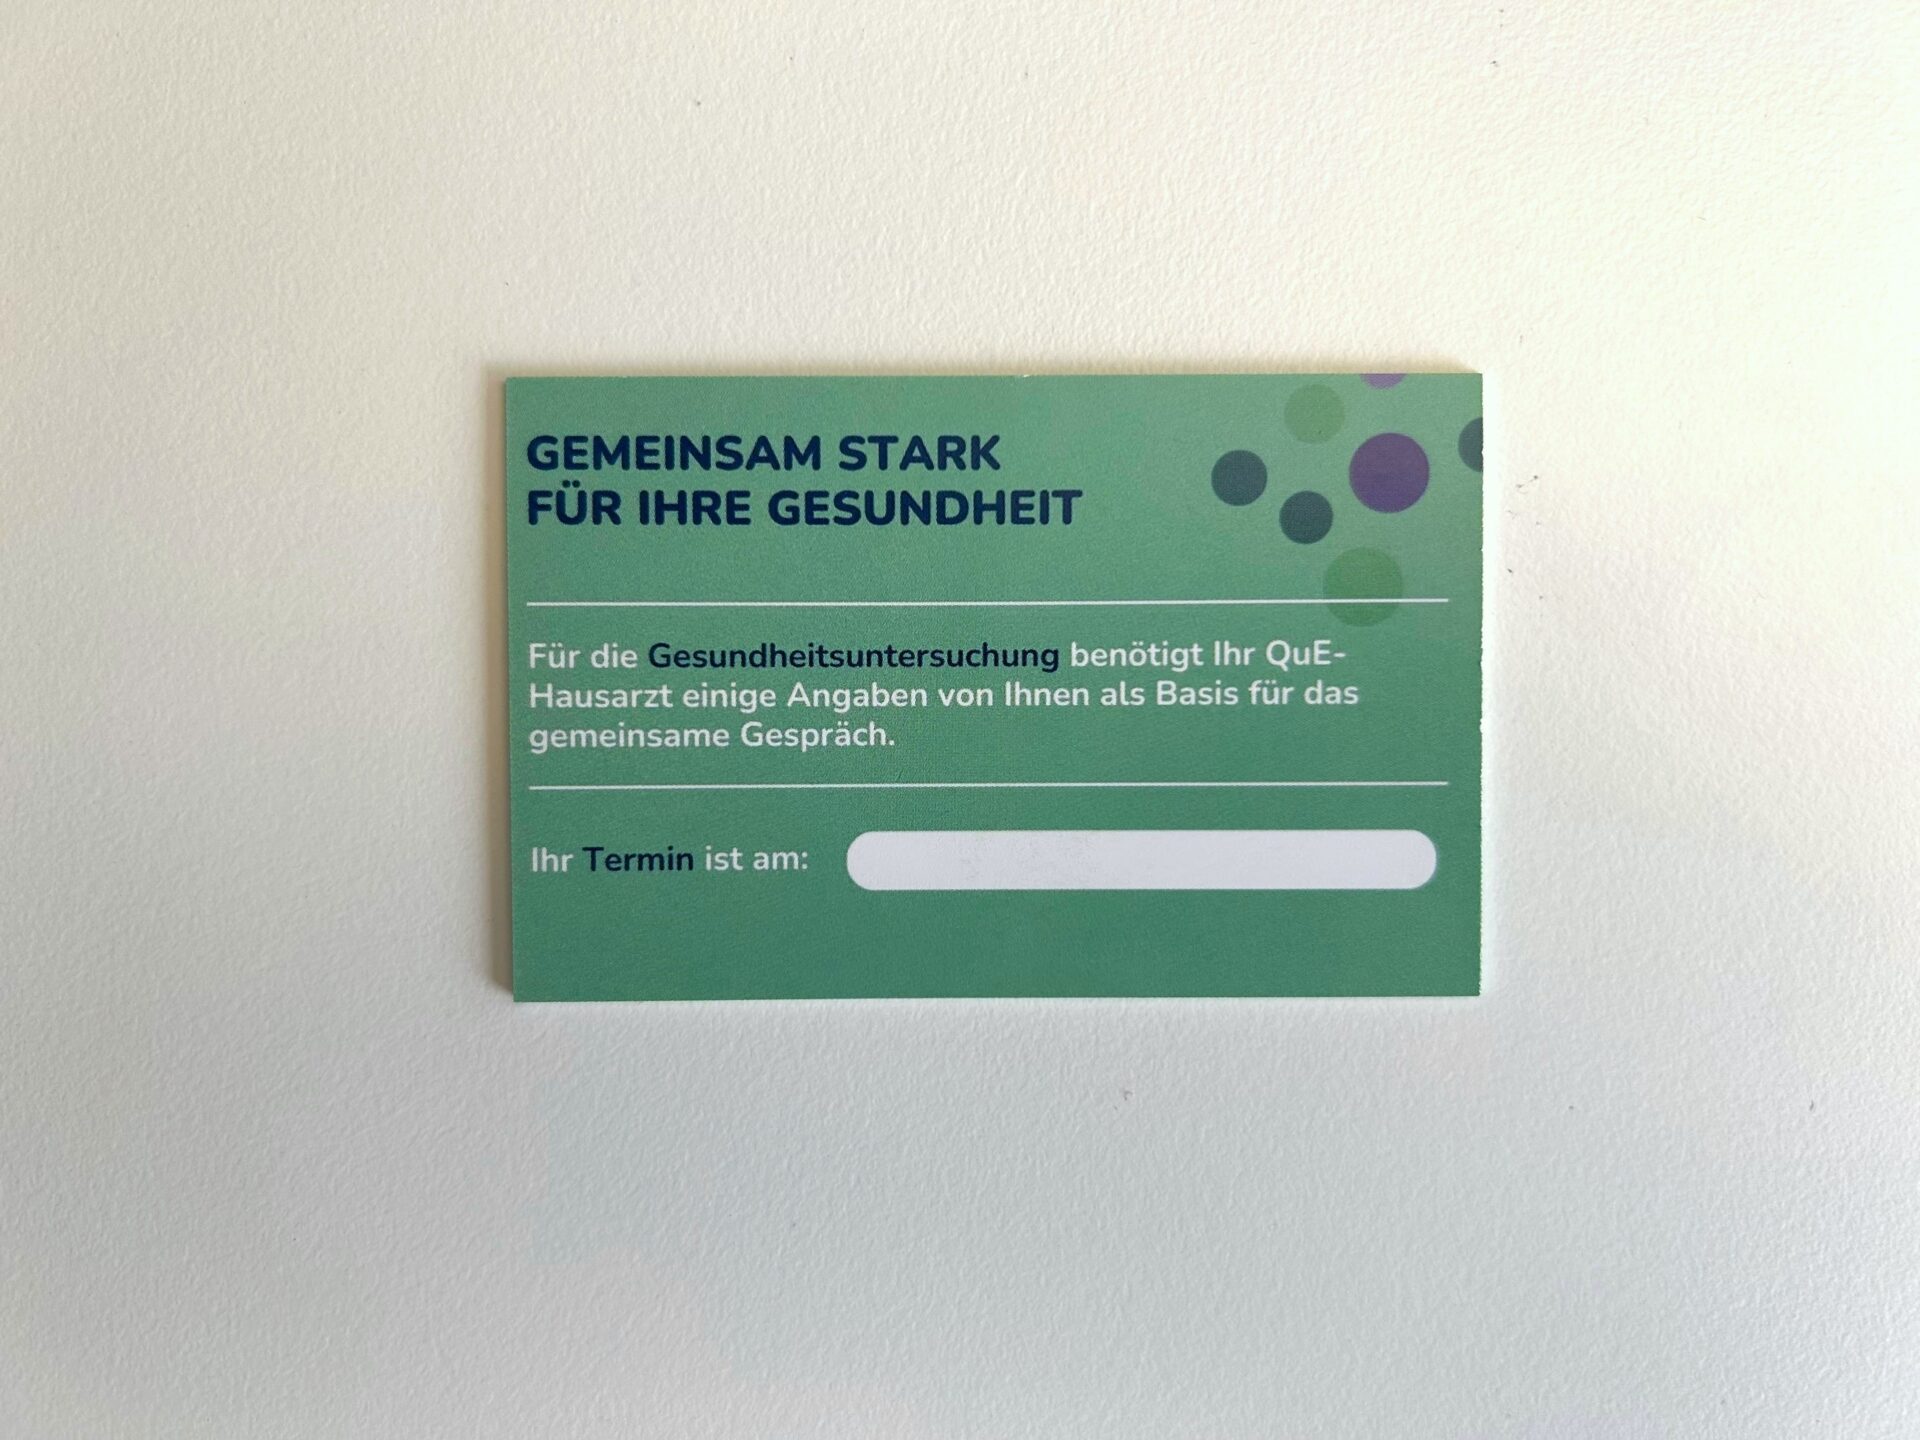 GEMEINSAM STARK
FÜR IHRE GESUNDHEIT
Für die Gesundheitsuntersuchung benötigt Ihr QuE-
Hausarzt einige Angaben von Ihnen als Basis für das
gemeinsame Gespräch.
Ihr Termin ist am: